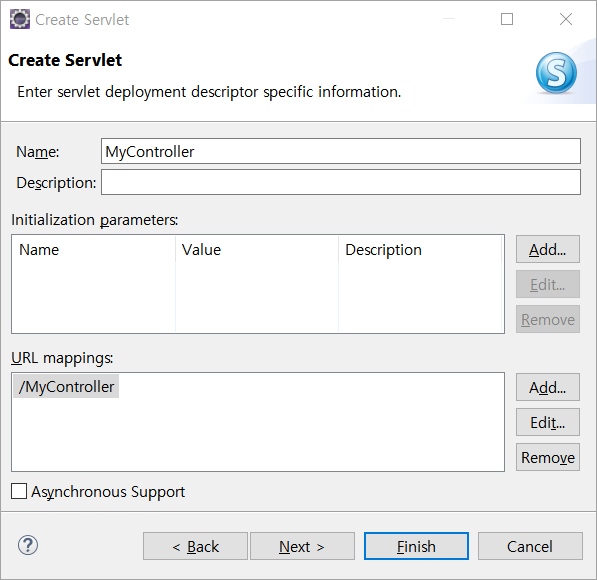 Create Servlet
Create Servlet
Enter servlet deployment descriptor specific information.
S
Name: MyController
Description:
Initialization parameters:
Name Value Description
Add...
Edit...
Remove
URL mappings:
/MyController
Add...
Edit...
Remove
Asynchronous Support
? < Back Next > Finish Cancel